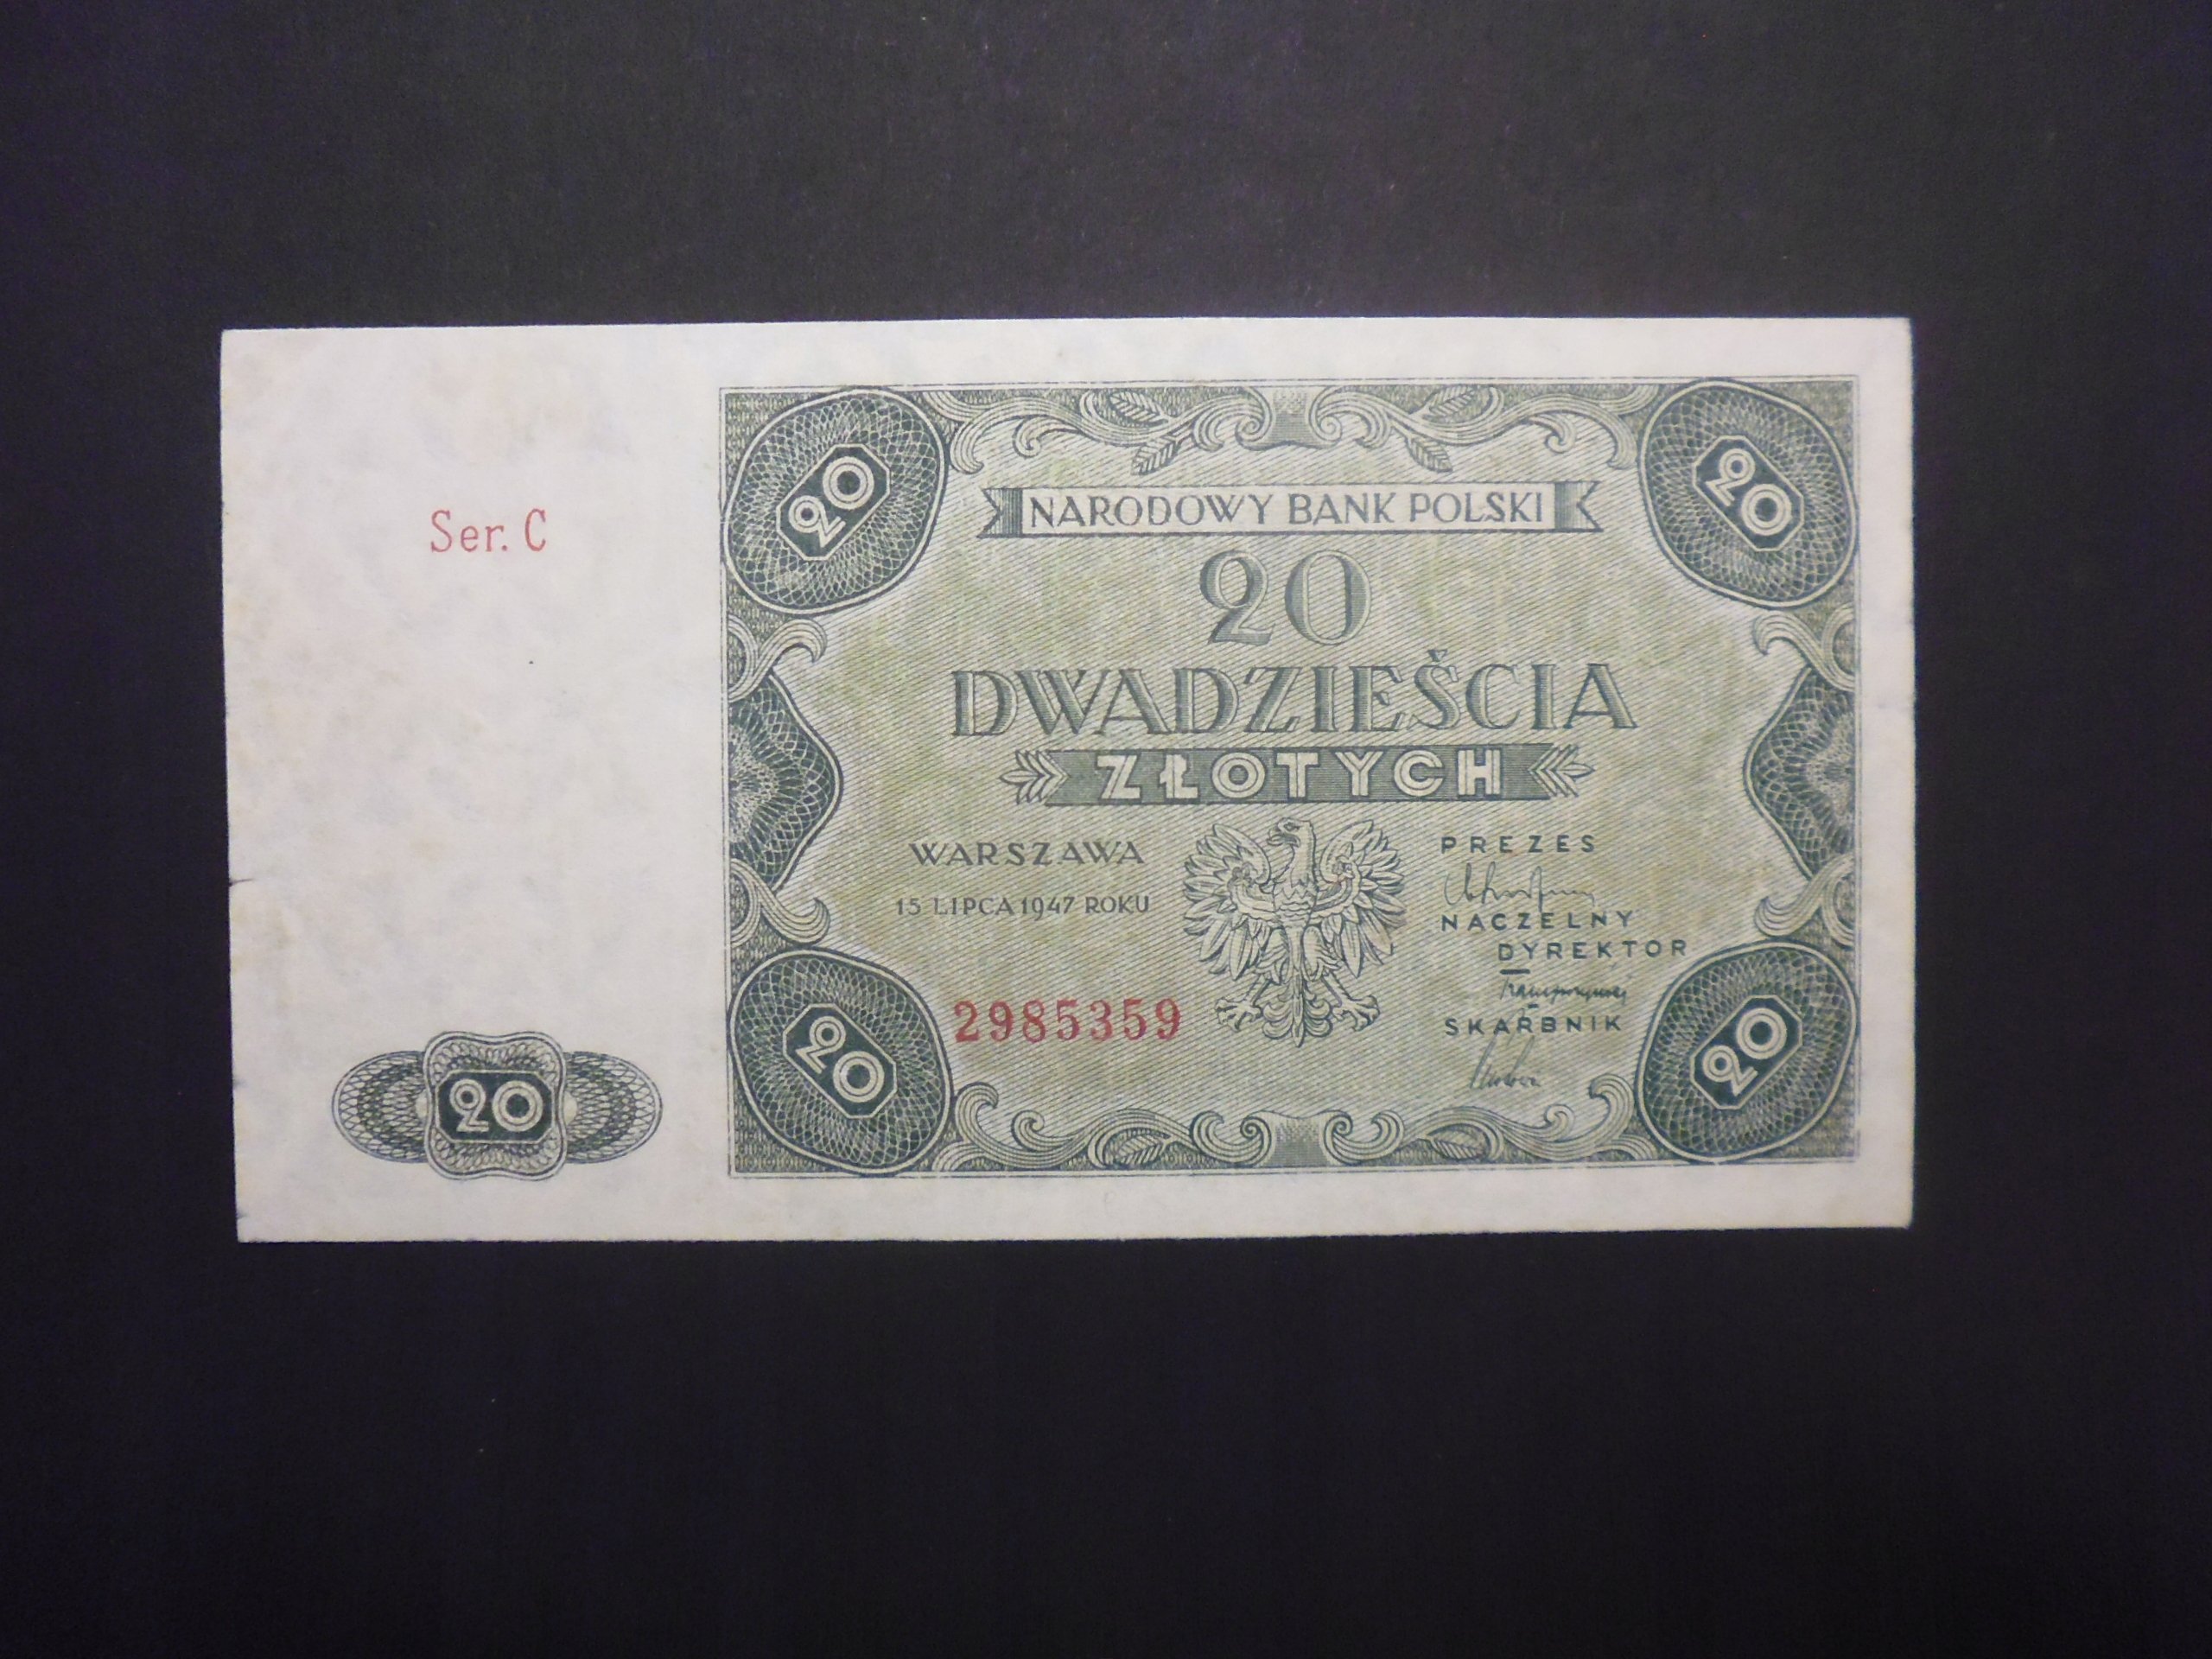 Ser. C
20
20
NARODOWY BANK POLSKI
20
DWADZIEŚCIA
ZŁOTYCH
WARSZAWA
15 LIPCA 1947 ROKU
PREZES
NACZELNY
DYREKTOR
SKARBNIK
2985359
20
20
20